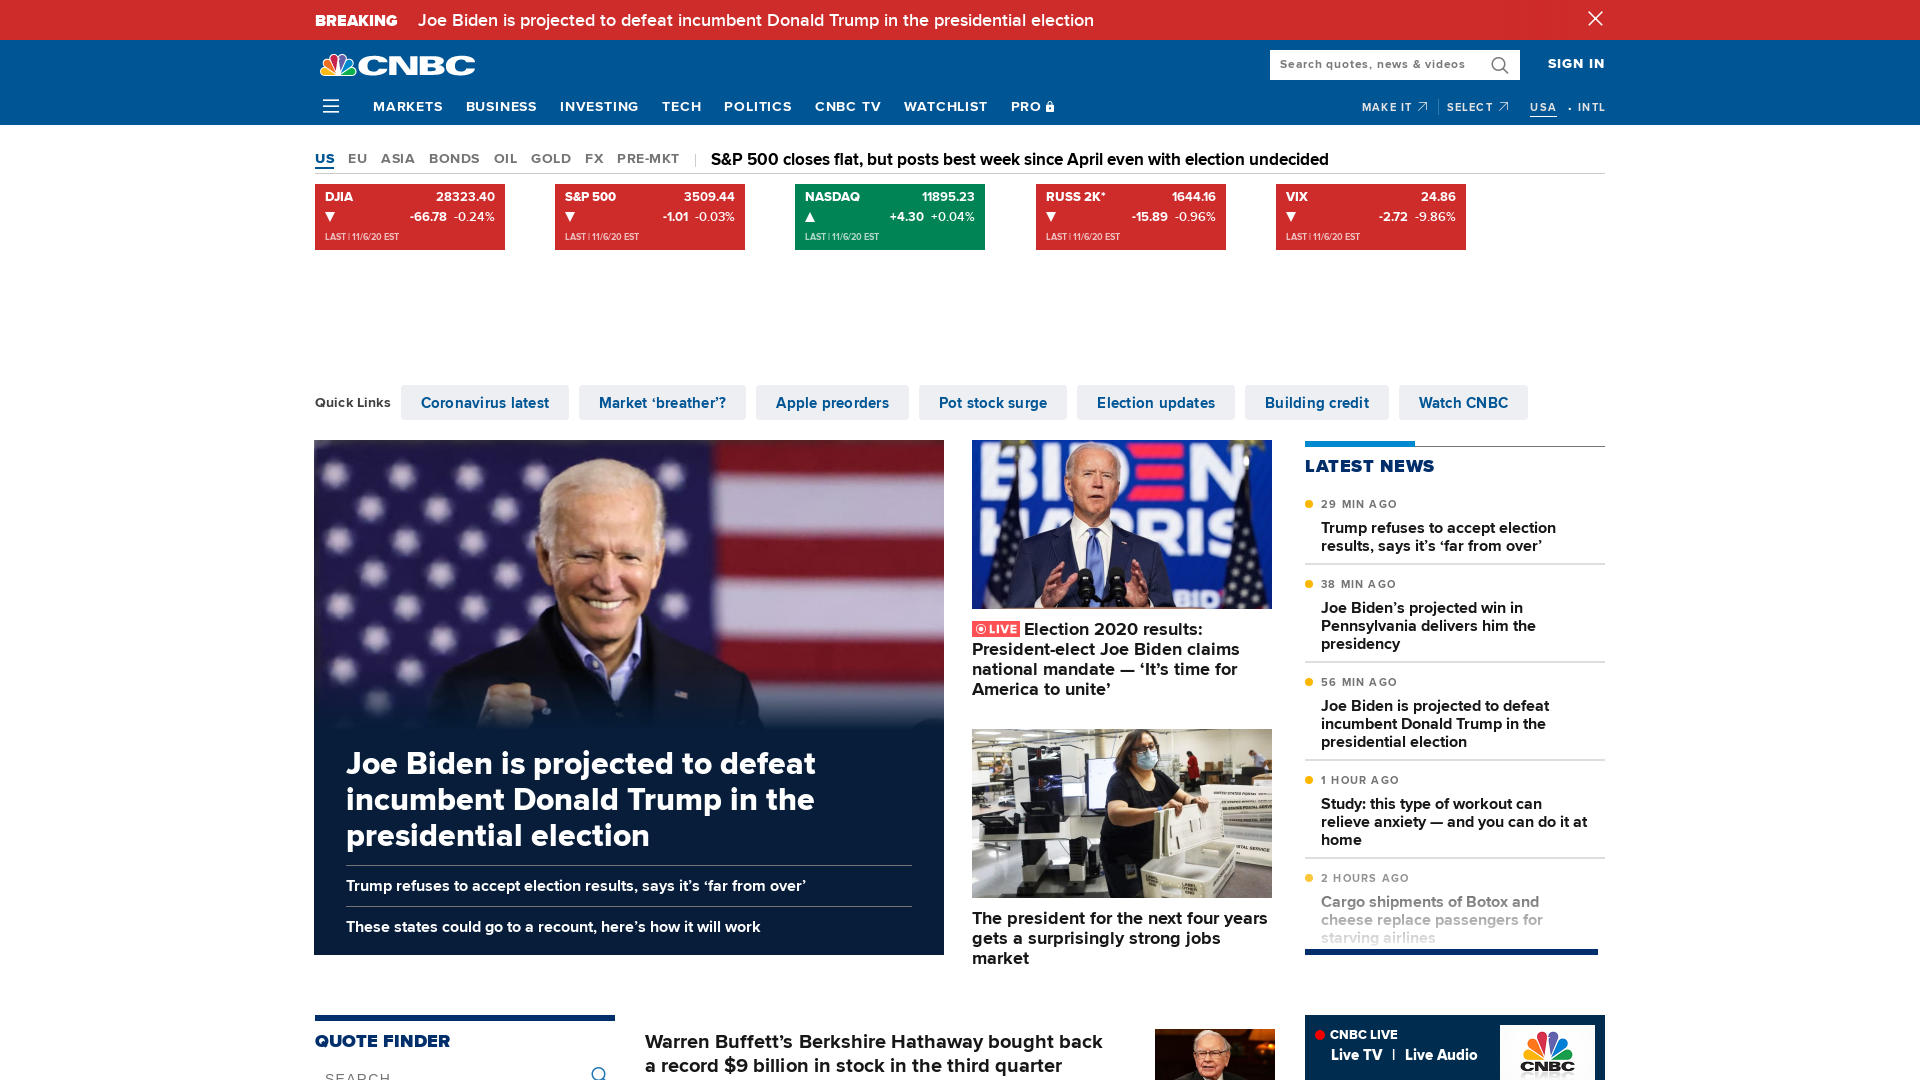 BREAKING Joe Biden is projected to defeat incumbent Donald Trump in the presidential election
CNBC
Search quotes, news & videos
SIGN IN
MARKETS BUSINESS INVESTING TECH POLITICS CNBC TV WATCHLIST PRO
MAKE IT SELECT USA • INTL
US EU ASIA BONDS OIL GOLD FX PRE-MKT
S&P 500 closes flat, but posts best week since April even with election undecided
DJIA 28323.40
-66.78 -0.24%
LAST | 11/6/20 EST
S&P 500 3509.44
-1.01 -0.03%
LAST | 11/6/20 EST
NASDAQ 11895.23
+4.30 +0.04%
LAST | 11/6/20 EST
RUSS 2K* 1644.16
-15.89 -0.96%
LAST | 11/6/20 EST
VIX 24.86
-2.72 -9.86%
LAST | 11/6/20 EST
Quick Links Coronavirus latest Market ‘breather’? Apple preorders Pot stock surge Election updates Building credit Watch CNBC
Joe Biden is projected to defeat
incumbent Donald Trump in the
presidential election
Trump refuses to accept election results, says it’s ‘far from over’
These states could go to a recount, here’s how it will work
BIDEN
HARRIS
LIVE Election 2020 results:
President-elect Joe Biden claims
national mandate — ‘It’s time for
America to unite’
The president for the next four years
gets a surprisingly strong jobs
market
LATEST NEWS
29 MIN AGO
Trump refuses to accept election
results, says it’s ‘far from over’
38 MIN AGO
Joe Biden’s projected win in
Pennsylvania delivers him the
presidency
56 MIN AGO
Joe Biden is projected to defeat
incumbent Donald Trump in the
presidential election
1 HOUR AGO
Study: this type of workout can
relieve anxiety — and you can do it at
home
2 HOURS AGO
Cargo shipments of Botox and
cheese replace passengers for
starving airlines
QUOTE FINDER
SEARCH
Warren Buffett’s Berkshire Hathaway bought back
a record $9 billion in stock in the third quarter
CNBC LIVE
Live TV | Live Audio
CNBC